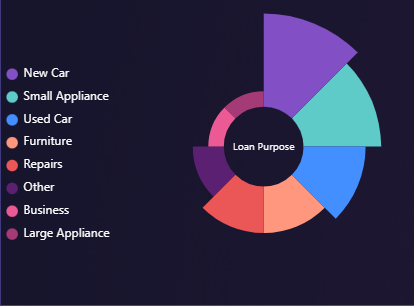 New Car
Small Appliance
Used Car
Furniture
Repairs
Other
Business
Large Appliance
Loan Purpose